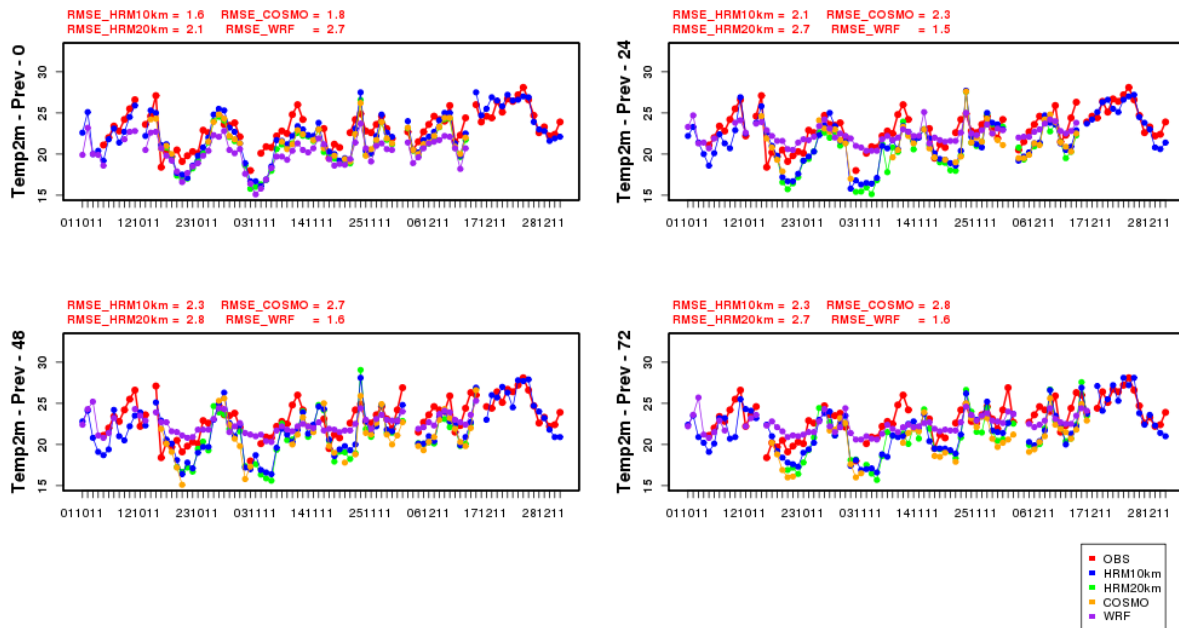 RMSE_HRM10km = 1.6 RMSE_COSMO = 1.8
RMSE_HRM20km = 2.1 RMSE_WRF = 2.7
Temp2m - Prev - 0
30
25
20
15
011011 121011 231011 031111 141111 251111 061211 171211 281211
RMSE_HRM10km = 2.1 RMSE_COSMO = 2.3
RMSE_HRM20km = 2.7 RMSE_WRF = 1.5
Temp2m - Prev - 24
30
25
20
15
011011 121011 231011 031111 141111 251111 061211 171211 281211
RMSE_HRM10km = 2.3 RMSE_COSMO = 2.7
RMSE_HRM20km = 2.8 RMSE_WRF = 1.6
Temp2m - Prev - 48
30
25
20
15
011011 121011 231011 031111 141111 251111 061211 171211 281211
RMSE_HRM10km = 2.3 RMSE_COSMO = 2.8
RMSE_HRM20km = 2.7 RMSE_WRF = 1.6
Temp2m - Prev - 72
30
25
20
15
011011 121011 231011 031111 141111 251111 061211 171211 281211
OBS
HRM10km
HRM20km
COSMO
WRF